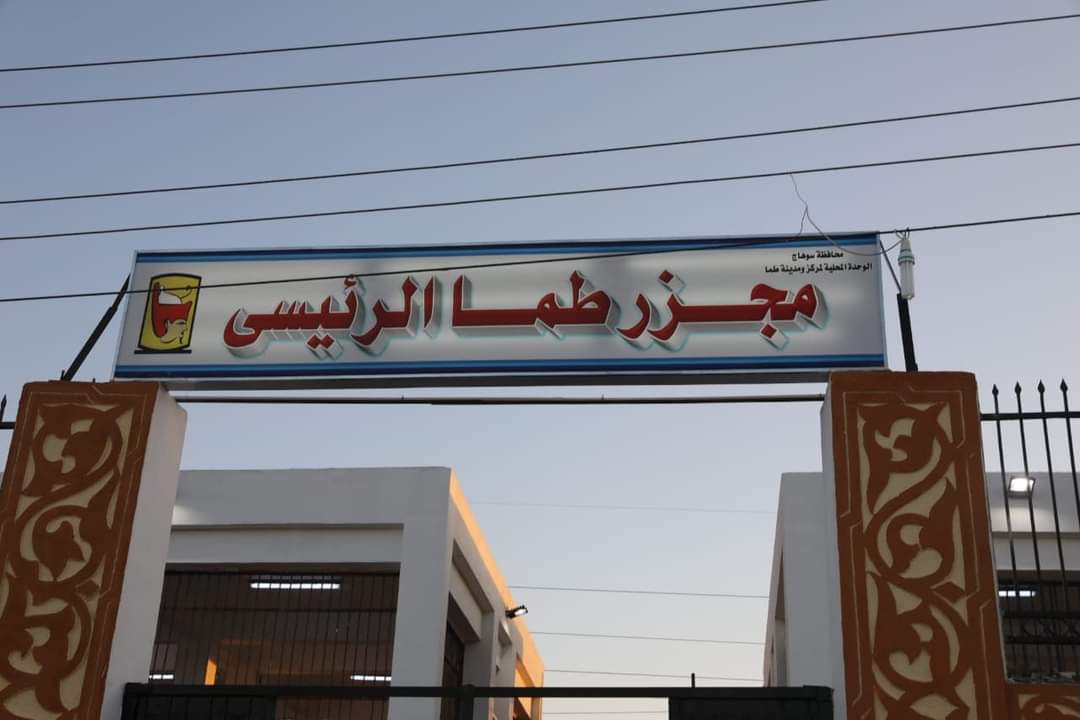 محافظة سوهاج
الوحدة المحلية لمركز ومدينة طما
مجزر طما الرئيسى